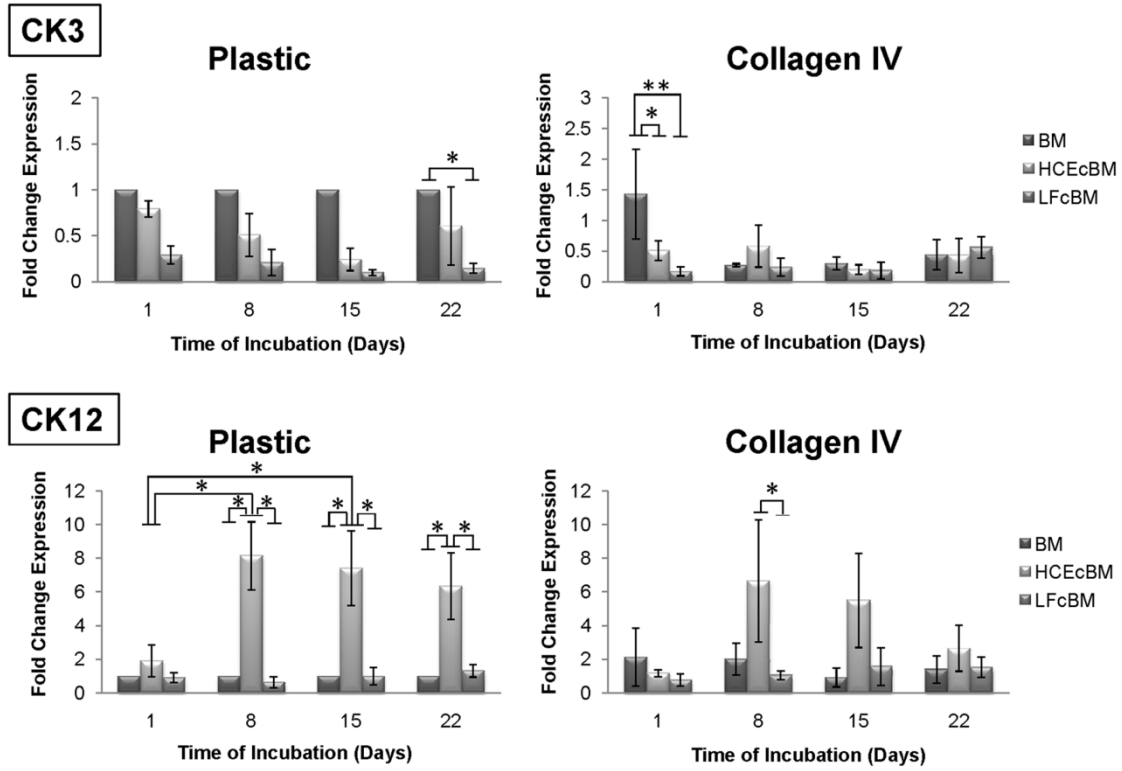 CK3
Plastic
Fold Change Expression
2
1.5
1
0.5
0
*
1 8 15 22
Time of Incubation (Days)
Collagen IV
Fold Change Expression
3
2.5
2
1.5
1
0.5
0
**
*
1 8 15 22
Time of Incubation (Days)
BM
HCEcBM
LFcBM
CK12
Plastic
Fold Change Expression
12
10
8
6
4
2
0
*
*
* * * * * *
1 8 15 22
Time of Incubation (Days)
Collagen IV
Fold Change Expression
12
10
8
6
4
2
0
*
1 8 15 22
Time of Incubation (Days)
BM
HCEcBM
LFcBM